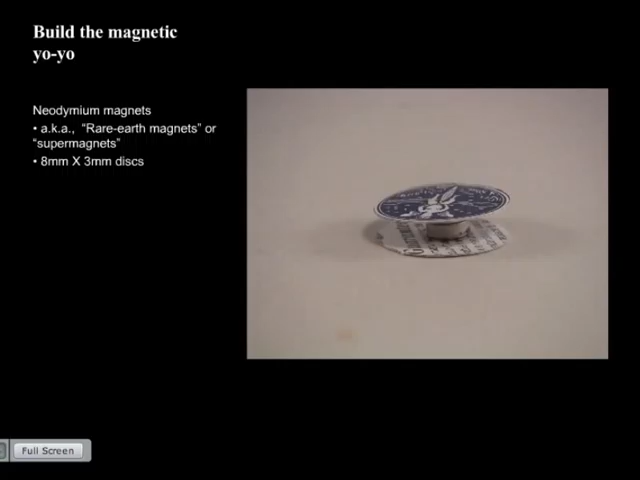 Build the magnetic
yo-yo
Neodymium magnets
• a.k.a., “Rare-earth magnets” or
“supermagnets”
• 8mm X 3mm discs
Full Screen